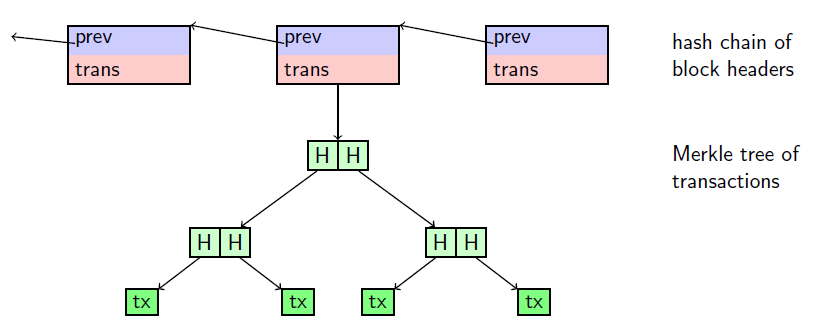 prev
prev
prev
hash chain of
block headers
trans
trans
trans
H H
Merkle tree of
transactions
H H
H H
tx
tx
tx
tx